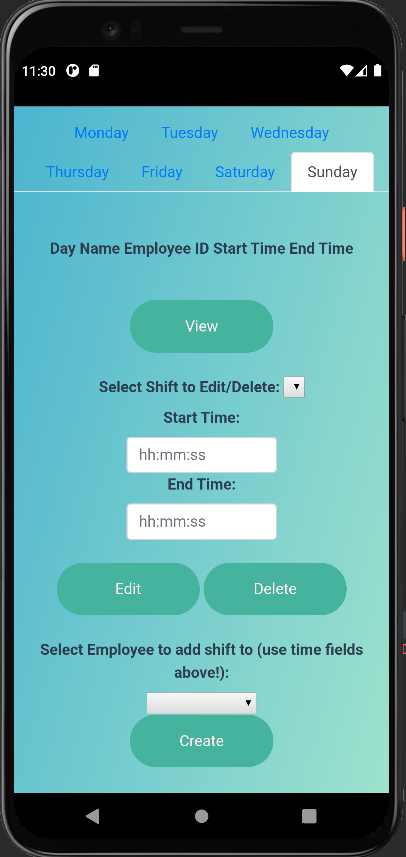 11:30
Monday Tuesday Wednesday
Thursday Friday Saturday Sunday
Day Name Employee ID Start Time End Time
View
Select Shift to Edit/Delete:
Start Time:
hh:mm:ss
End Time:
hh:mm:ss
Edit Delete
Select Employee to add shift to (use time fields
above!):
Create